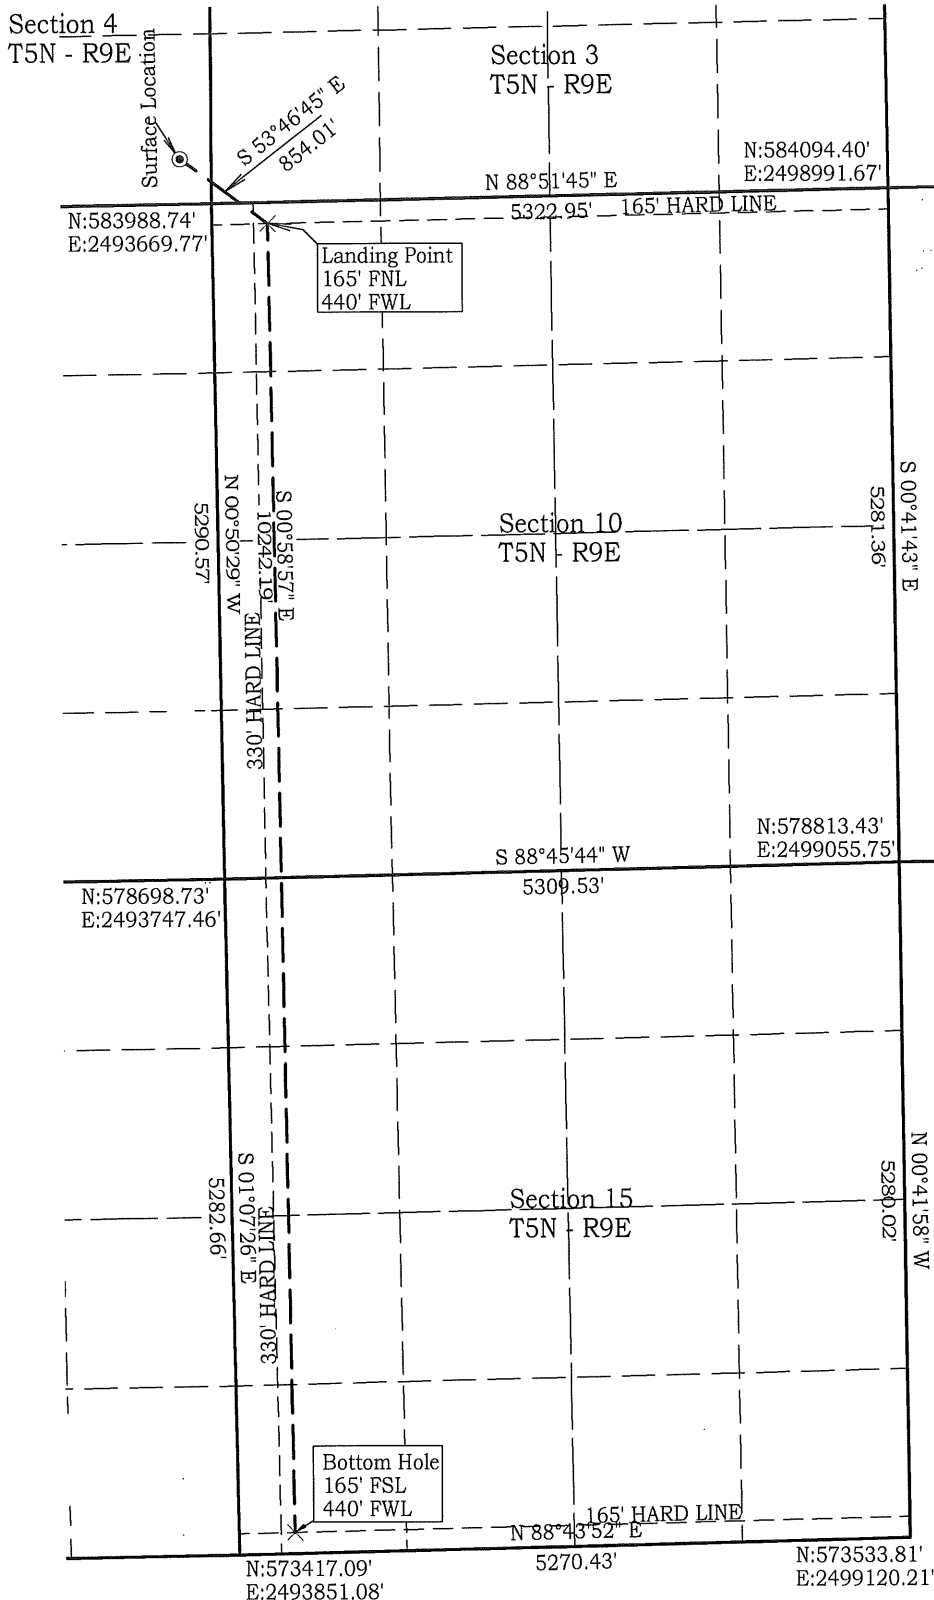 Section 4
T5N - R9E
Surface Location
Section 3
T5N - R9E
S 53°46'45" E
854.01'
N:584094.40'
E:2498991.67'
N 88°51'45" E
5322.95'
165' HARD LINE
N:583988.74'
E:2493669.77'
Landing Point
165' FNL
440' FWL
5290.57'
N 00°50'29" W
10242.19'
S 00°58'57" E
330' HARD LINE
Section 10
T5N - R9E
5281.36'
S 00°41'43" E
N:578813.43'
E:2499055.75'
S 88°45'44" W
5309.53'
N:578698.73'
E:2493747.46'
5282.66'
S 01°07'26" E
330' HARD LINE
Section 15
T5N - R9E
5280.02'
N 00°41'58" W
Bottom Hole
165' FSL
440' FWL
165' HARD LINE
N 88°43'52" E
5270.43'
N:573417.09'
E:2493851.08'
N:573533.81'
E:2499120.21'